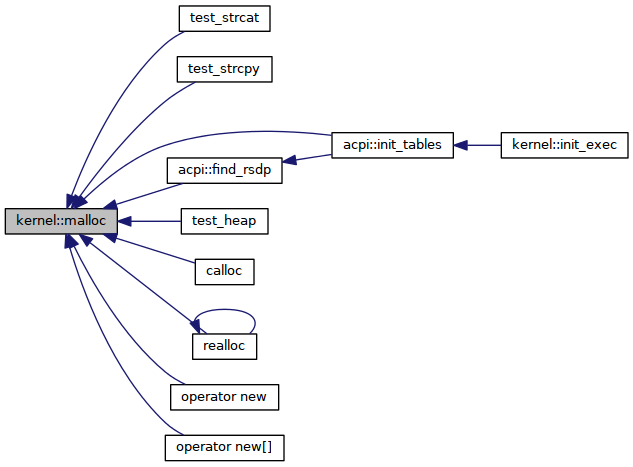 test_strcat
test_strcpy
acpi::init_tables
kernel::init_exec
acpi::find_rsdp
kernel::malloc
test_heap
calloc
realloc
operator new
operator new[]